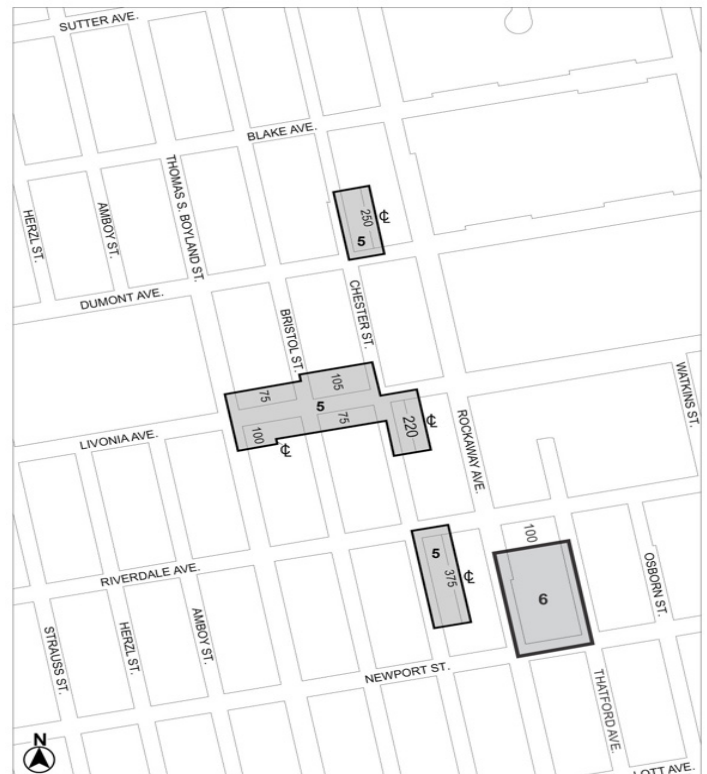 SUTTER AVE.
BLAKE AVE.
THOMAS S. BOYLAND ST.
AMBOY ST.
HERZL ST.
250
℄
5
DUMONT AVE.
BRISTOL ST.
CHESTER ST.
75
105
5
100
75
220
℄
℄
LIVONIA AVE.
ROCKAWAY AVE.
WATKINS ST.
RIVERDALE AVE.
5
375
℄
100
6
OSBORN ST.
STRAUSS ST.
HERZL ST.
AMBOY ST.
NEWPORT ST.
THATFORD AVE.
N
LOTT AVE.